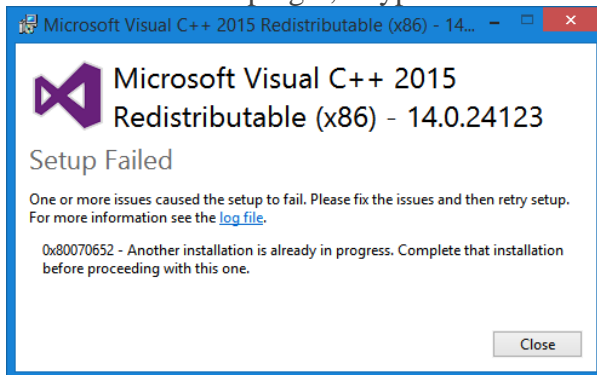 Microsoft Visual C++ 2015 Redistributable (x86) - 14...
Microsoft Visual C++ 2015
Redistributable (x86) - 14.0.24123
Setup Failed
One or more issues caused the setup to fail. Please fix the issues and then retry setup.
For more information see the log file.
0x80070652 - Another installation is already in progress. Complete that installation
before proceeding with this one.
Close